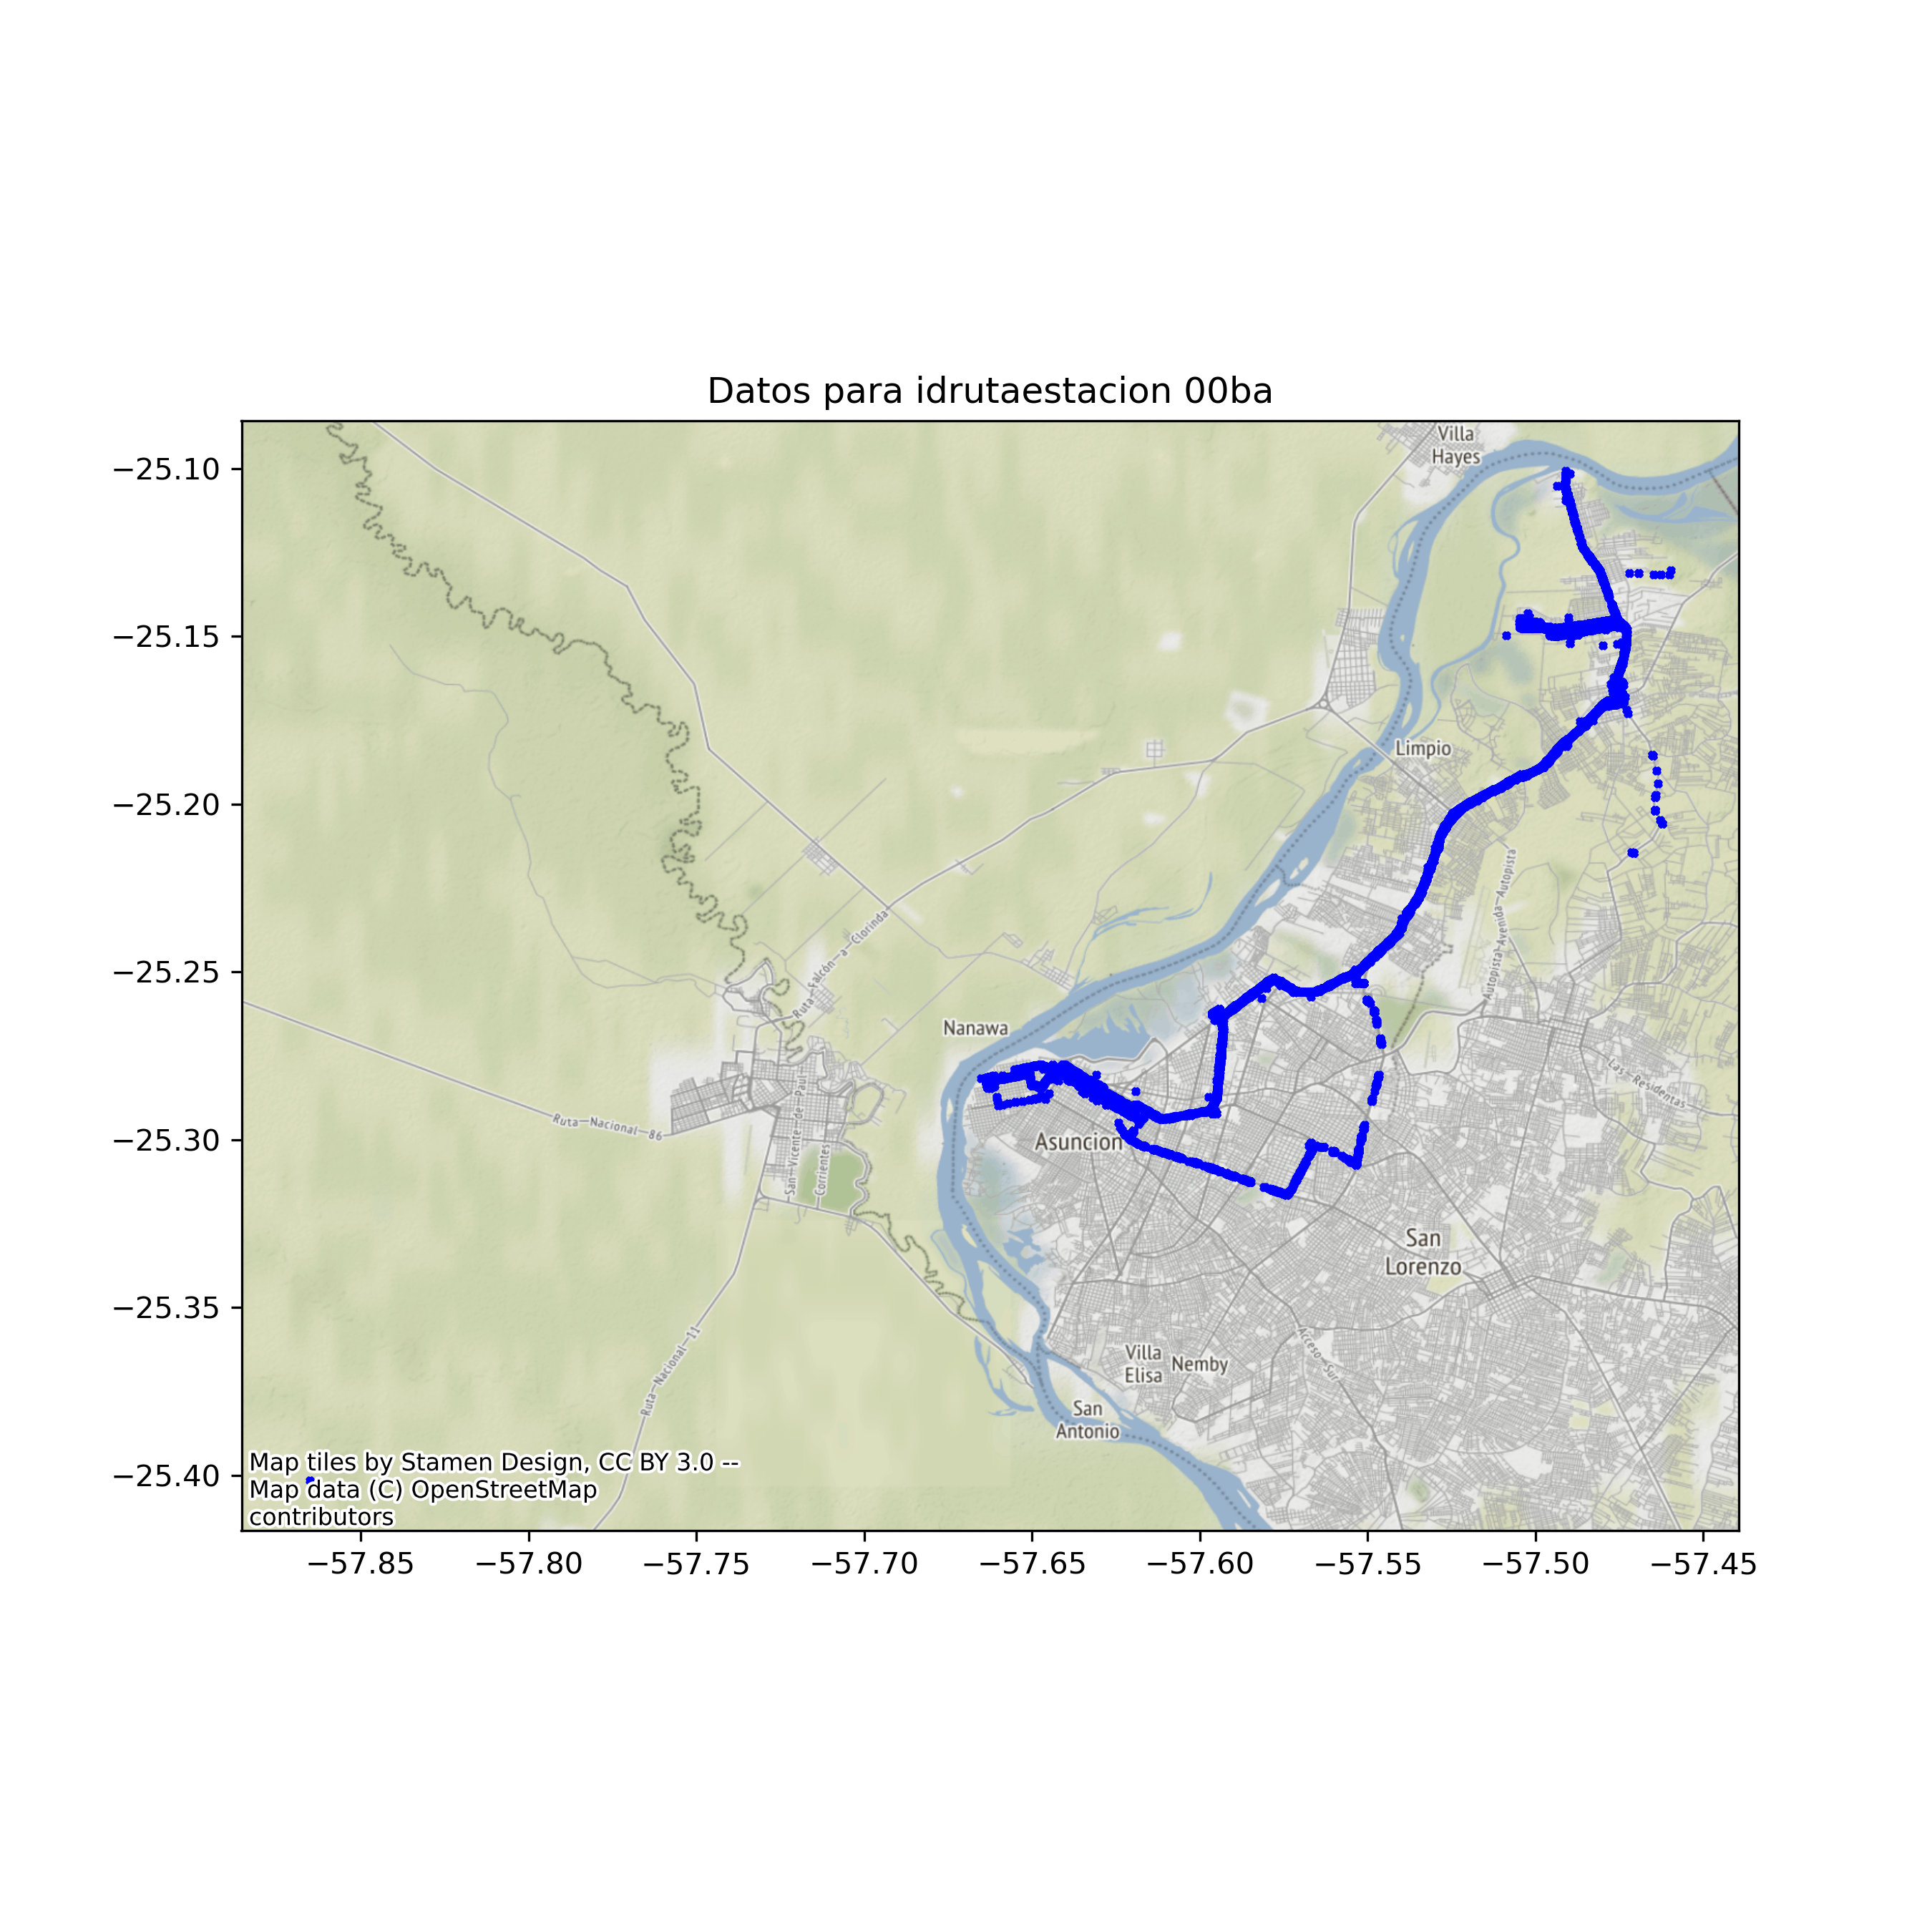 Datos para idrutaestacion 00ba
−25.10
−25.15
−25.20
−25.25
−25.30
−25.35
−25.40
Villa
Hayes
Limpio
Autopista—Avenida—Autopista
Ruta—Falcón—a—Clorinda
Nanawa
Las—Residentas
Ruta—Nacional—86
San—Vicente—de—Paul
Corrientes
Asuncion
San
Lorenzo
Ruta—Nacional—11
Acceso—Sur
Villa
Elisa
Nemby
San
Antonio
Map tiles by Stamen Design, CC BY 3.0 --
Map data (C) OpenStreetMap
contributors
−57.85
−57.80
−57.75
−57.70
−57.65
−57.60
−57.55
−57.50
−57.45